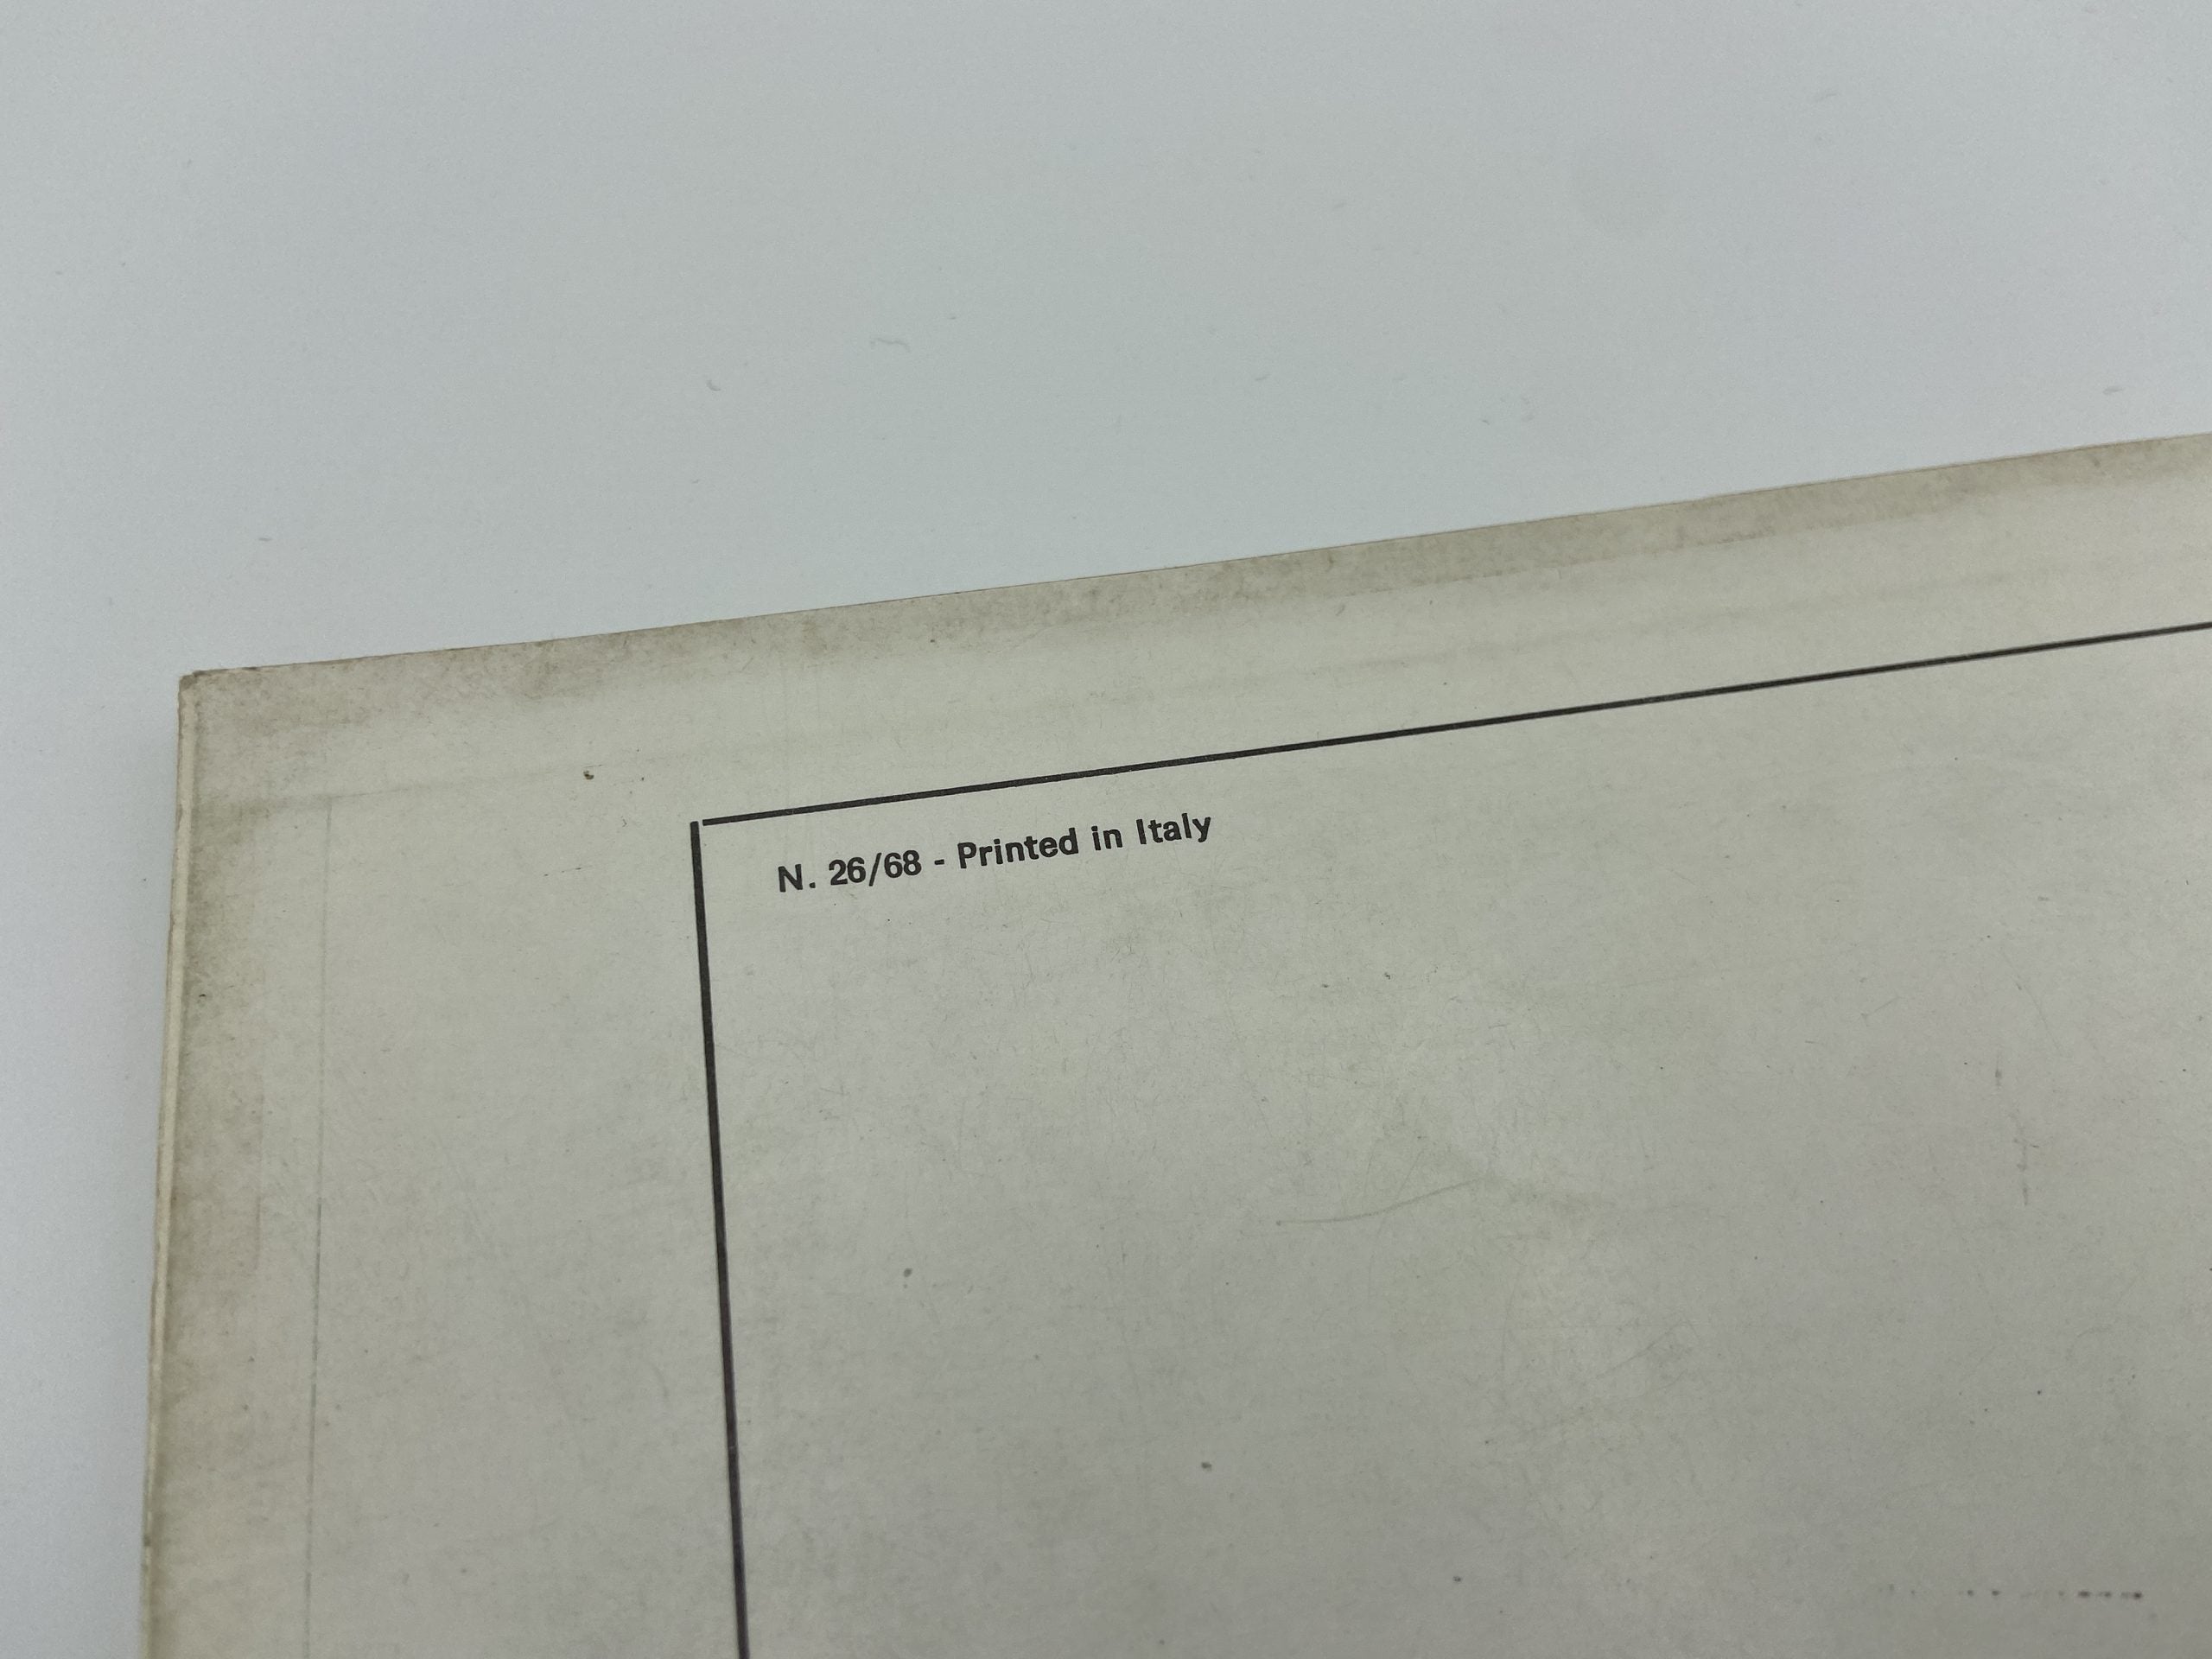 N. 26/68 - Printed in Italy